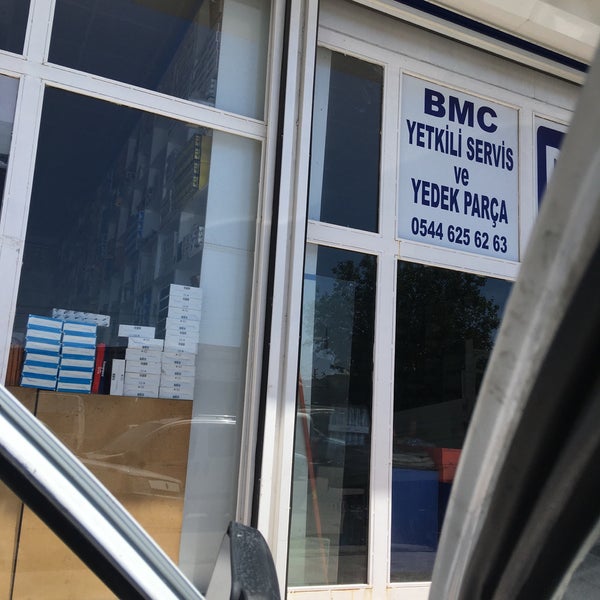 BMC
YETKİLİ SERVİS
ve
YEDEK PARÇA
0544 625 62 63